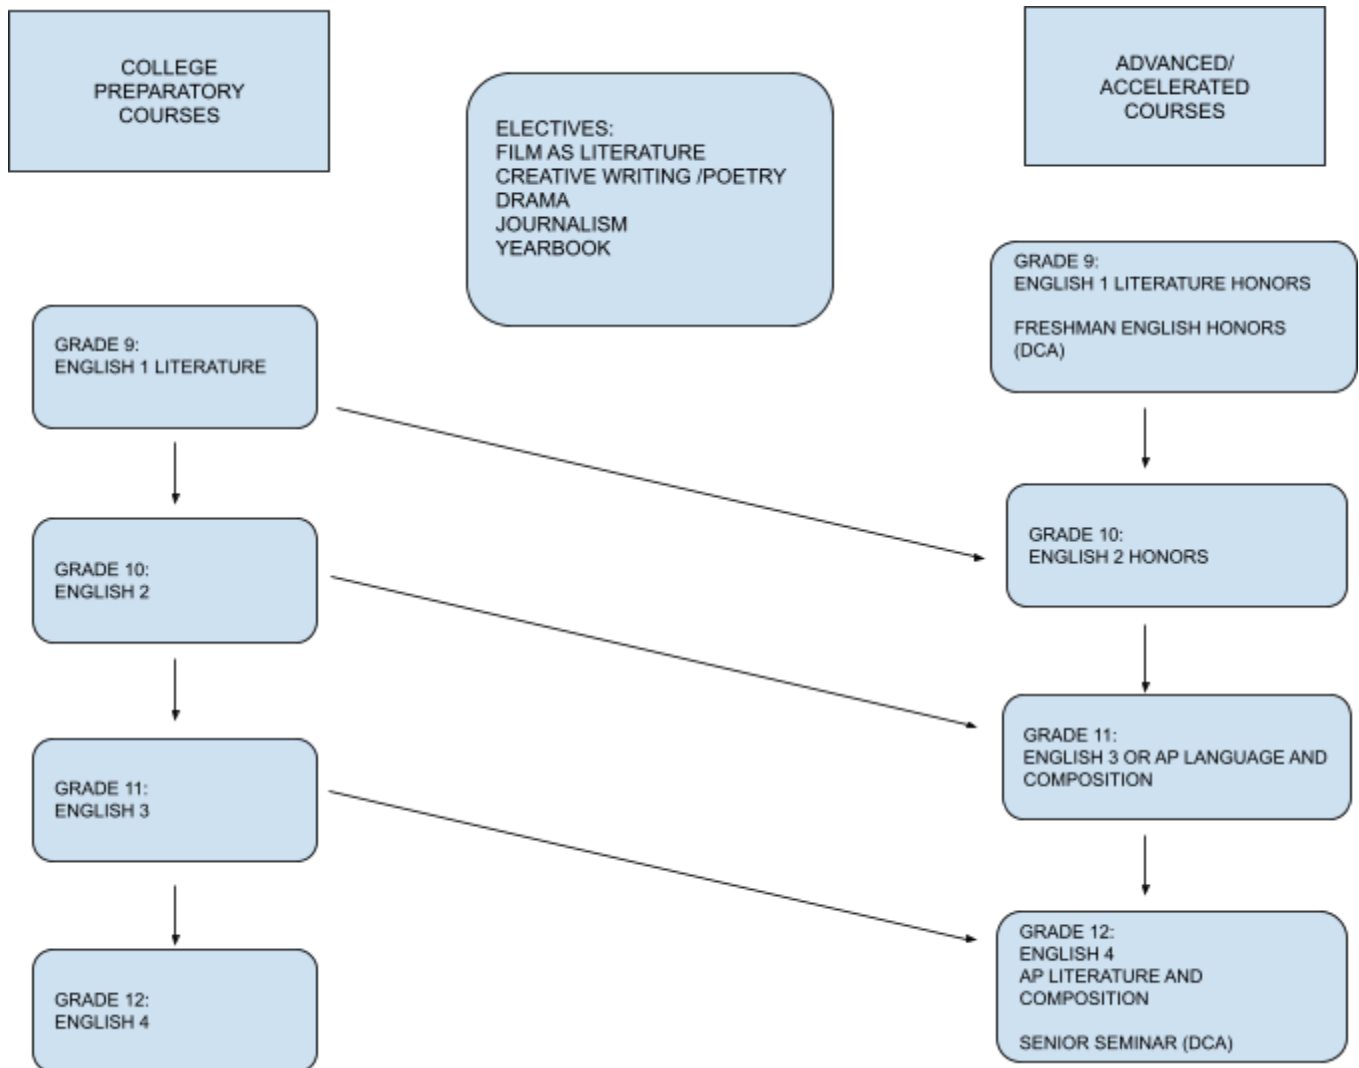 COLLEGE
PREPARATORY
COURSES
ELECTIVES:
FILM AS LITERATURE
CREATIVE WRITING /POETRY
DRAMA
JOURNALISM
YEARBOOK
ADVANCED/
ACCELERATED
COURSES
GRADE 9:
ENGLISH 1 LITERATURE
GRADE 9:
ENGLISH 1 LITERATURE HONORS
FRESHMAN ENGLISH HONORS
(DCA)
GRADE 10:
ENGLISH 2
GRADE 10:
ENGLISH 2 HONORS
GRADE 11:
ENGLISH 3
GRADE 11:
ENGLISH 3 OR AP LANGUAGE AND
COMPOSITION
GRADE 12:
ENGLISH 4
GRADE 12:
ENGLISH 4
AP LITERATURE AND
COMPOSITION
SENIOR SEMINAR (DCA)